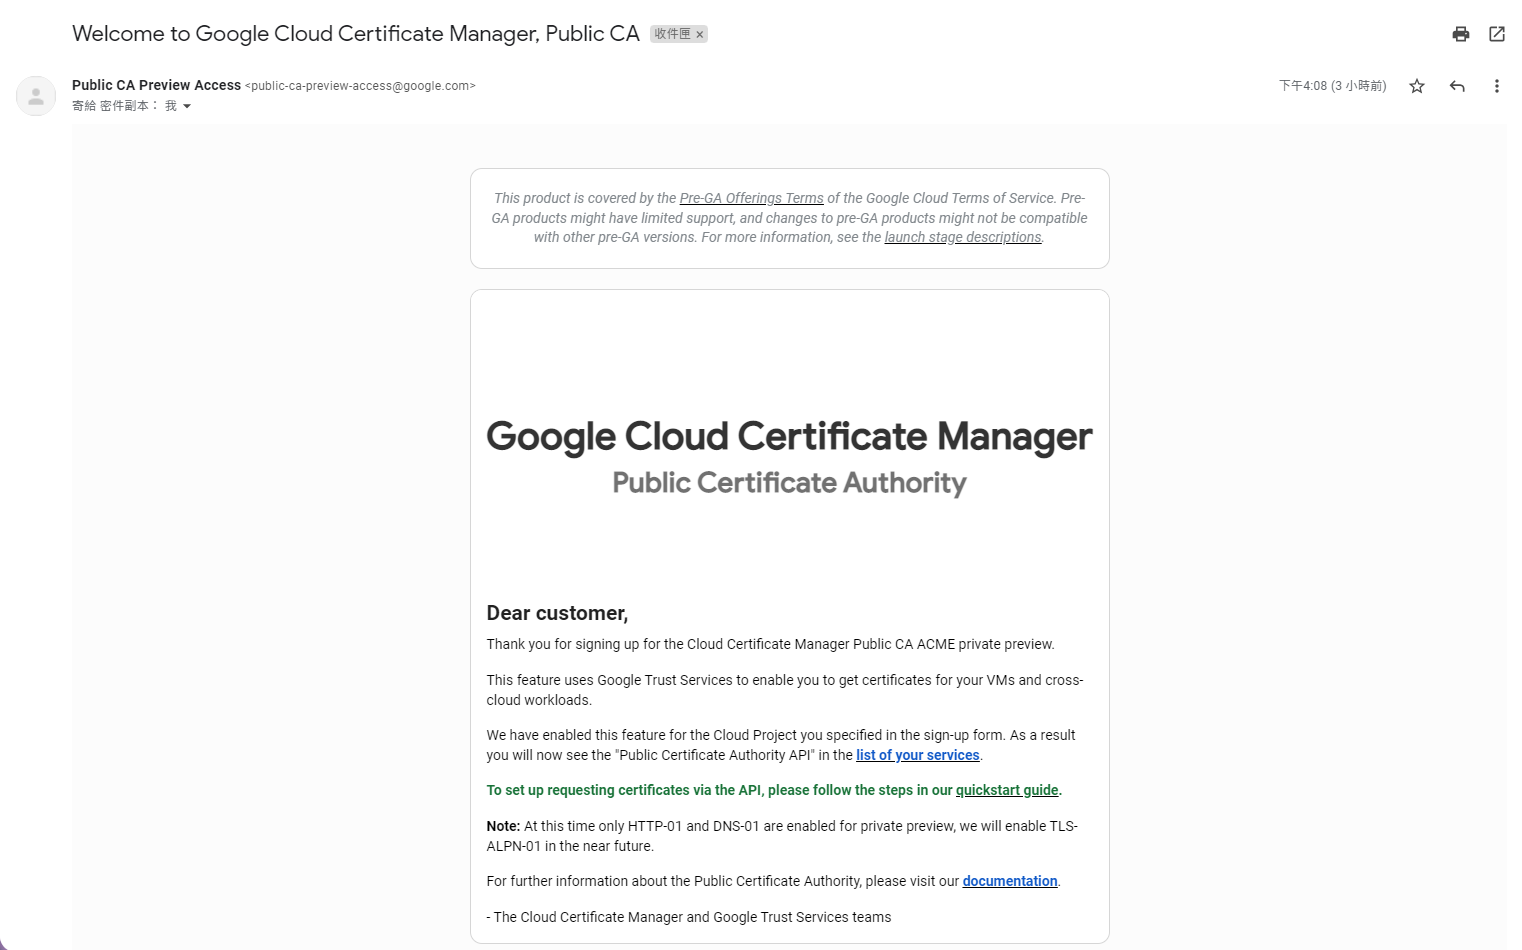 Welcome to Google Cloud Certificate Manager, Public CA 收件匣 ×
Public CA Preview Access <public-ca-preview-access@google.com>
下午4:08 (3 小時前)
寄給 密件副本： 我
This product is covered by the Pre-GA Offerings Terms of the Google Cloud Terms of Service. Pre-
GA products might have limited support, and changes to pre-GA products might not be compatible
with other pre-GA versions. For more information, see the launch stage descriptions.
Google Cloud Certificate Manager
Public Certificate Authority
Dear customer,
Thank you for signing up for the Cloud Certificate Manager Public CA ACME private preview.
This feature uses Google Trust Services to enable you to get certificates for your VMs and cross-
cloud workloads.
We have enabled this feature for the Cloud Project you specified in the sign-up form. As a result
you will now see the "Public Certificate Authority API" in the list of your services.
To set up requesting certificates via the API, please follow the steps in our quickstart guide.
Note: At this time only HTTP-01 and DNS-01 are enabled for private preview, we will enable TLS-
ALPN-01 in the near future.
For further information about the Public Certificate Authority, please visit our documentation.
- The Cloud Certificate Manager and Google Trust Services teams